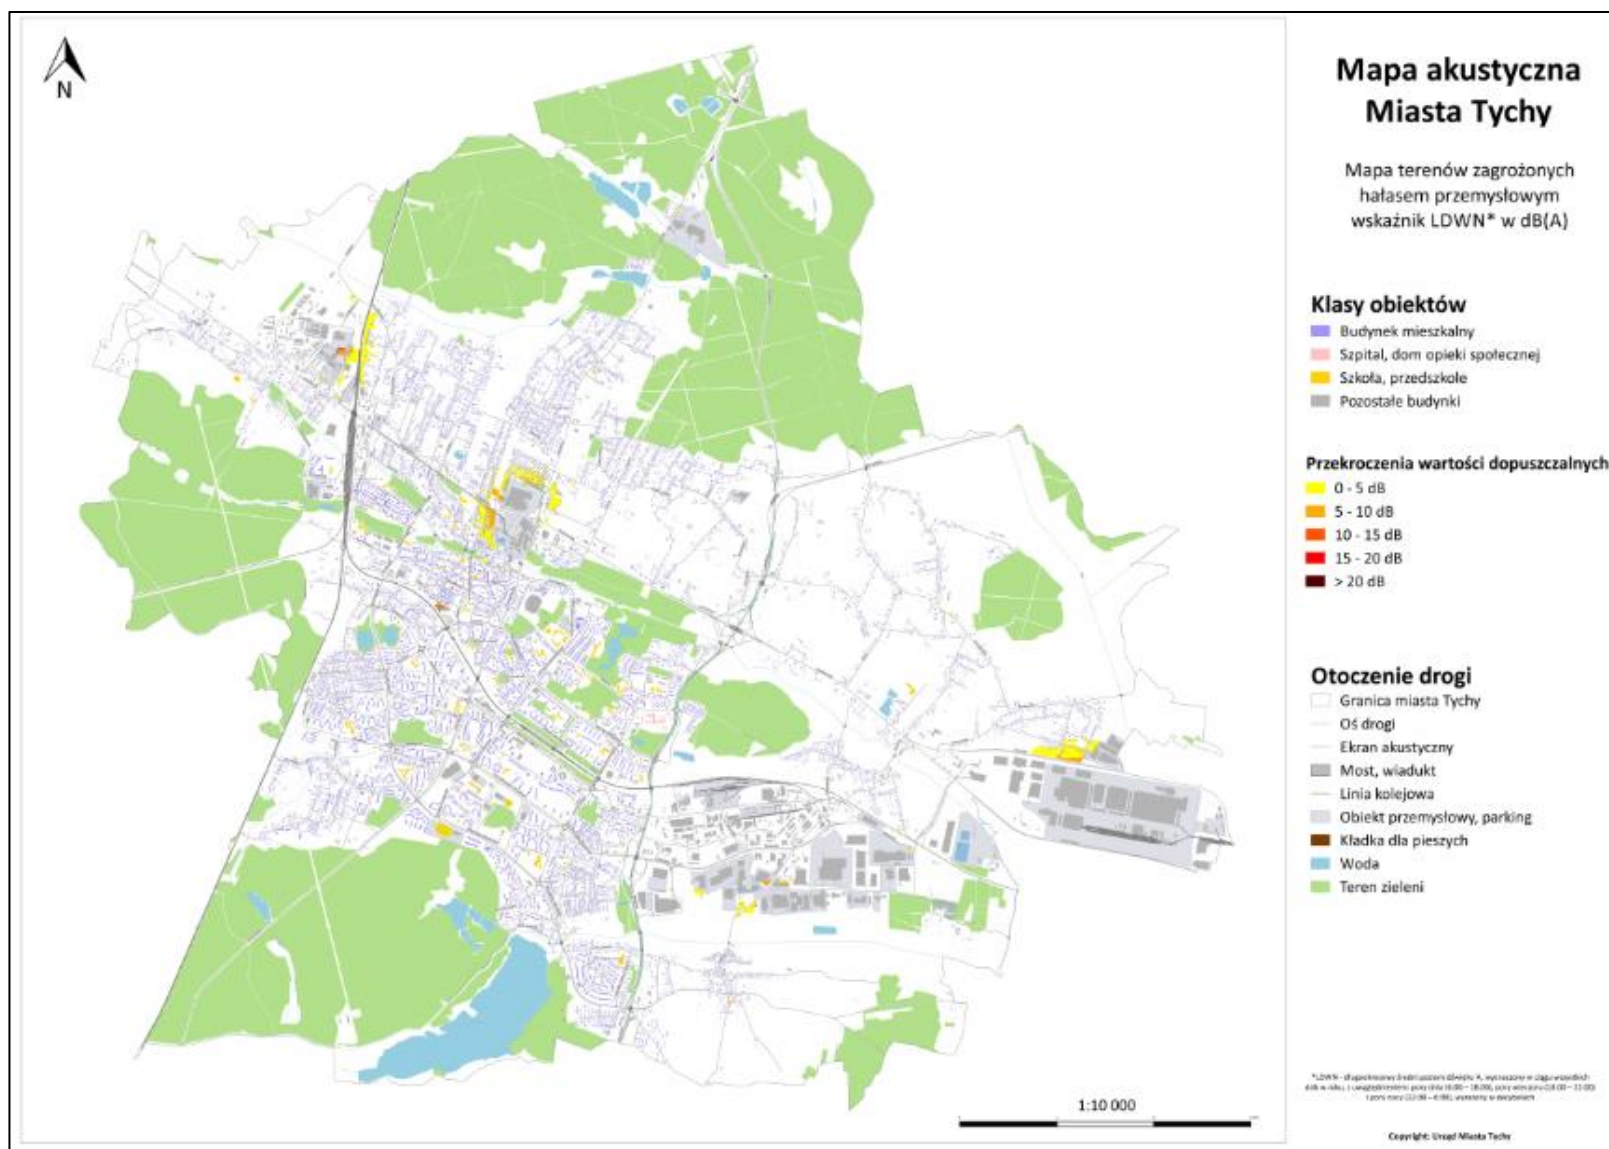 N
Mapa akustyczna
Miasta Tychy
Mapa terenów zagrożonych
hałasem przemysłowym
wskaźnik LDWN* w dB(A)
Klasy obiektów
Budynek mieszkalny
Szpital, dom opieki społecznej
Szkoła, przedszkole
Pozostałe budynki
Przekroczenia wartości dopuszczalnych
0 - 5 dB
5 - 10 dB
10 - 15 dB
15 - 20 dB
> 20 dB
Otoczenie drogi
Granica miasta Tychy
Oś drogi
Ekran akustyczny
Most, wiadukt
Linia kolejowa
Obiekt przemysłowy, parking
Kładka dla pieszych
Woda
Teren zieleni
1:10 000
Copyright: Urząd Miasta Tychy